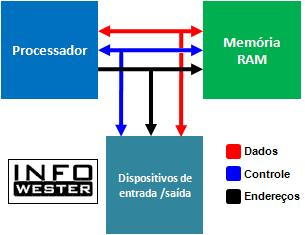 Processador
Memória
RAM
Dispositivos de
entrada /saída
INFO
WESTER
Dados
Controle
Endereços